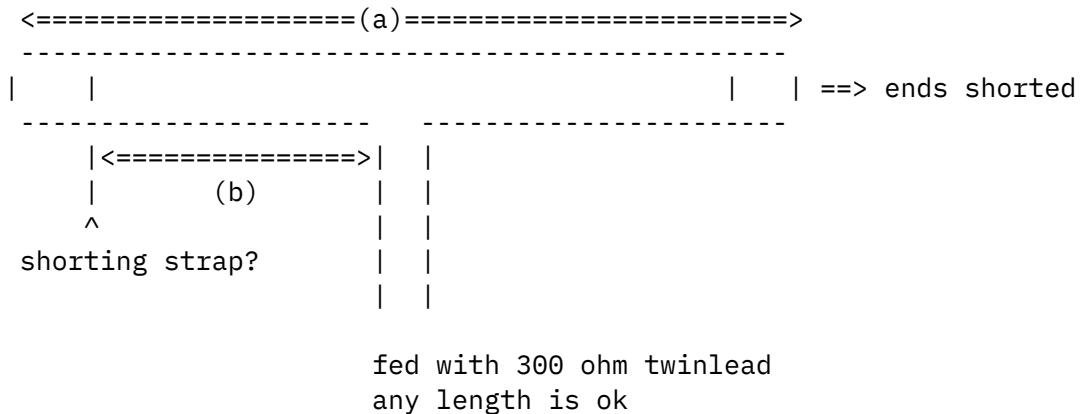 <====================(a)========================>
------------------------------------------------
|    |                                        |   | ==> ends shorted
----------------------  -----------------------
|<===============>|  |
|       (b)       |  |
^                 |  |
shorting strap?       |  |
|  |
fed with 300 ohm twinlead
any length is ok